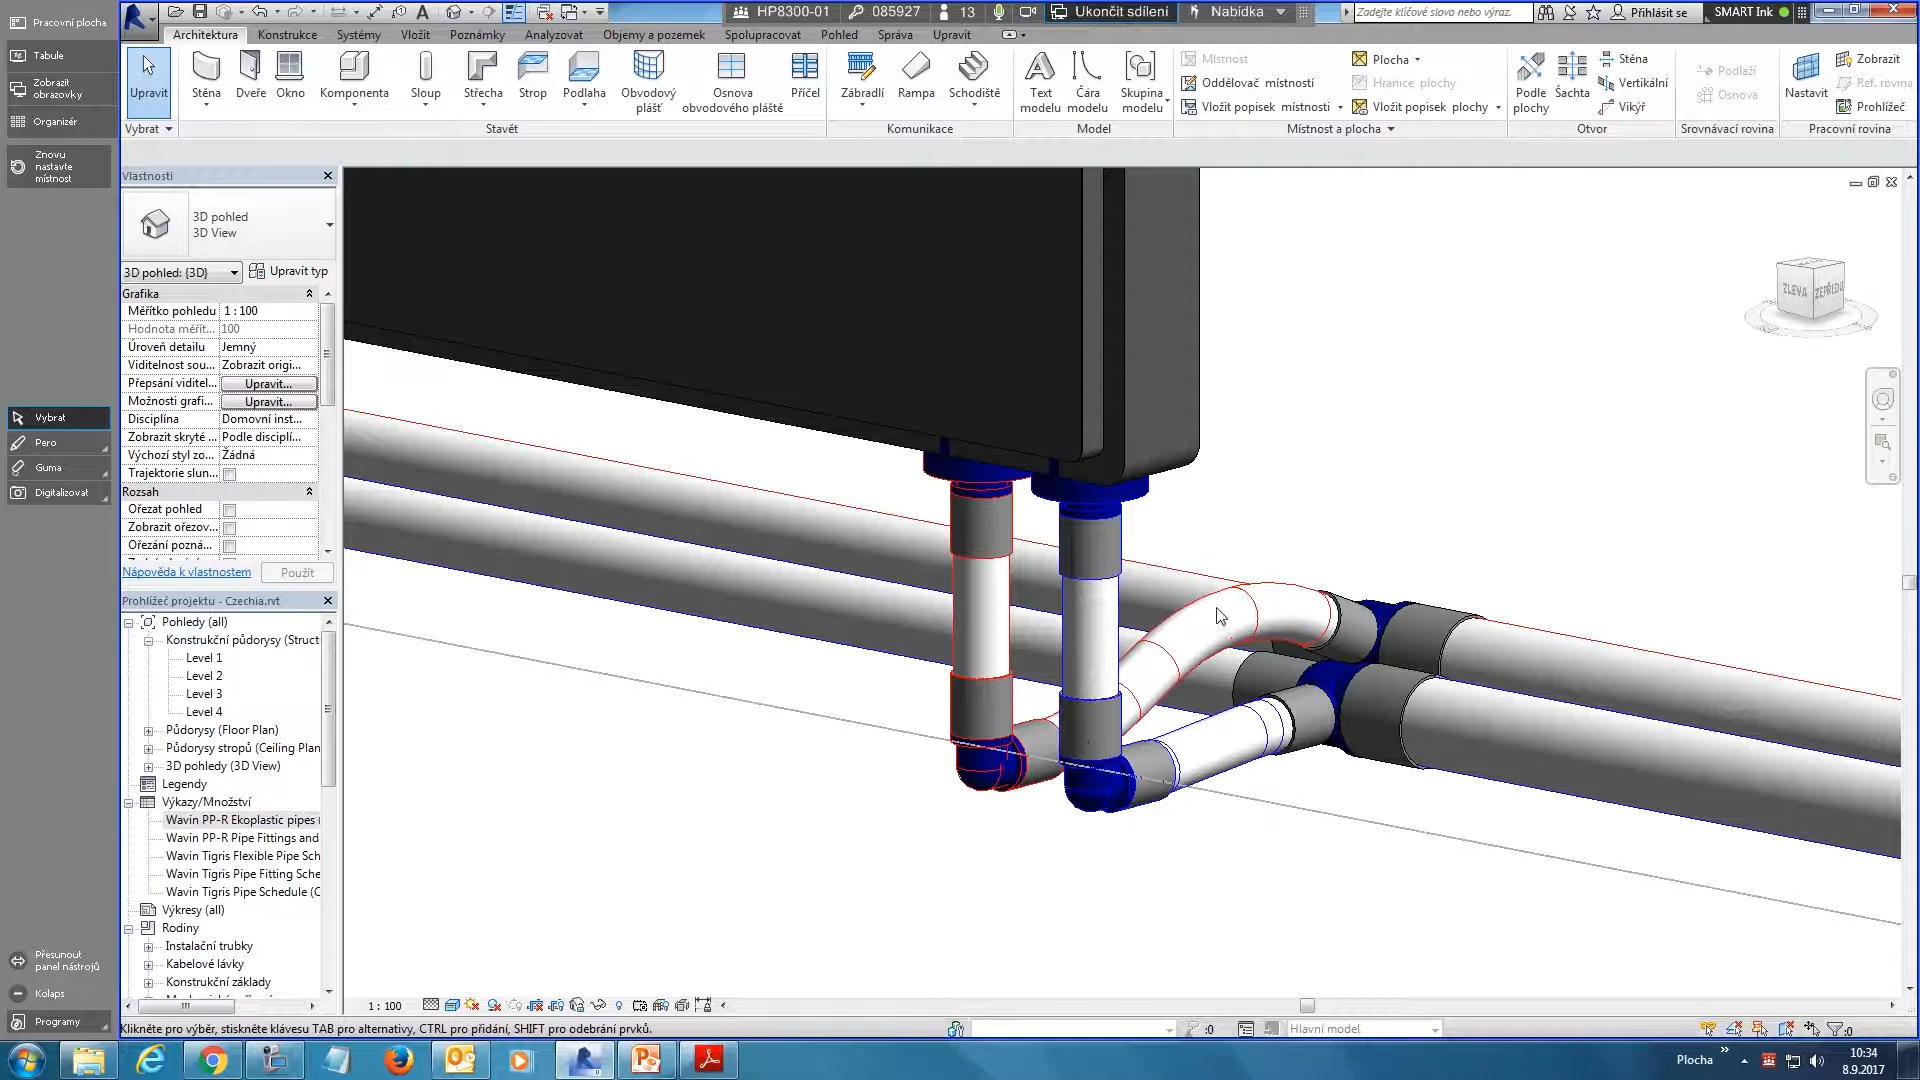 Pracovní plocha
Tabule
Zobrazit obrazovky
Organizér
Znovu nastavte místnost
Vybrat
Pero
Guma
Digitalizovat
Přesunout panel nástrojů
Kolaps
Programy
HP8300-01
085927
13
Ukončit sdílení
Nabídka
Zadejte klíčové slovo nebo výraz.
Přihlásit se
SMART Ink
Architektura Konstrukce Systémy Vložit Poznámky Analyzovat Objemy a pozemek Spolupracovat Pohled Správa Upravit
Upravit
Stěna
Dveře
Okno
Komponenta
Sloup
Střecha
Strop
Podlaha
Obvodový plášť
Osnova obvodového pláště
Příčel
Zábradlí
Rampa
Schodiště
Text modelu
Čára modelu
Skupina modelu
Místnost
Oddělovač místností
Vložit popisek místnosti
Plocha
Hranice plochy
Vložit popisek plochy
Podle plochy
Šachta
Stěna
Vertikální
Vikýř
Podlaží
Osnova
Nastavit
Zobrazit
Ref. rovina
Prohlížeč
Vybrat
Stavět
Komunikace
Model
Místnost a plocha
Otvor
Srovnávací rovina
Pracovní rovina
Vlastnosti
3D pohled
3D View
3D pohled: {3D}
Upravit typ
Grafika
Měřítko pohledu 1 : 100
Hodnota měřít... 100
Úroveň detailu Jemný
Viditelnost sou... Zobrazit origi...
Přepsání viditel... Upravit...
Možnosti grafi... Upravit...
Disciplína Domovní inst...
Zobrazit skryté ... Podle disciplí...
Výchozí styl zo... Žádná
Trajektorie slun...
Rozsah
Ořezat pohled
Zobrazit ořezov...
Ořezání pozná...
Nápověda k vlastnostem
Použít
Prohlížeč projektu - Czechia.rvt
Pohledy (all)
Konstrukční půdorysy (Struct
Level 1
Level 2
Level 3
Level 4
Půdorysy (Floor Plan)
Půdorysy stropů (Ceiling Plan
3D pohledy (3D View)
Legendy
Výkazy/Množství
Wavin PP-R Ekoplastic pipes (
Wavin PP-R Pipe Fittings and
Wavin Tigris Flexible Pipe Sch
Wavin Tigris Pipe Fitting Sche
Wavin Tigris Pipe Schedule (C
Výkresy (all)
Rodiny
Instalační trubky
Kabelové lávky
Konstrukční základy
ZLEVA
ZEPŘEDU
1 : 100
Klikněte pro výběr, stiskněte klávesu TAB pro alternativy, CTRL pro přidání, SHIFT pro odebrání prvků.
:0
Hlavní model
:0
Plocha
10:34
8.9.2017